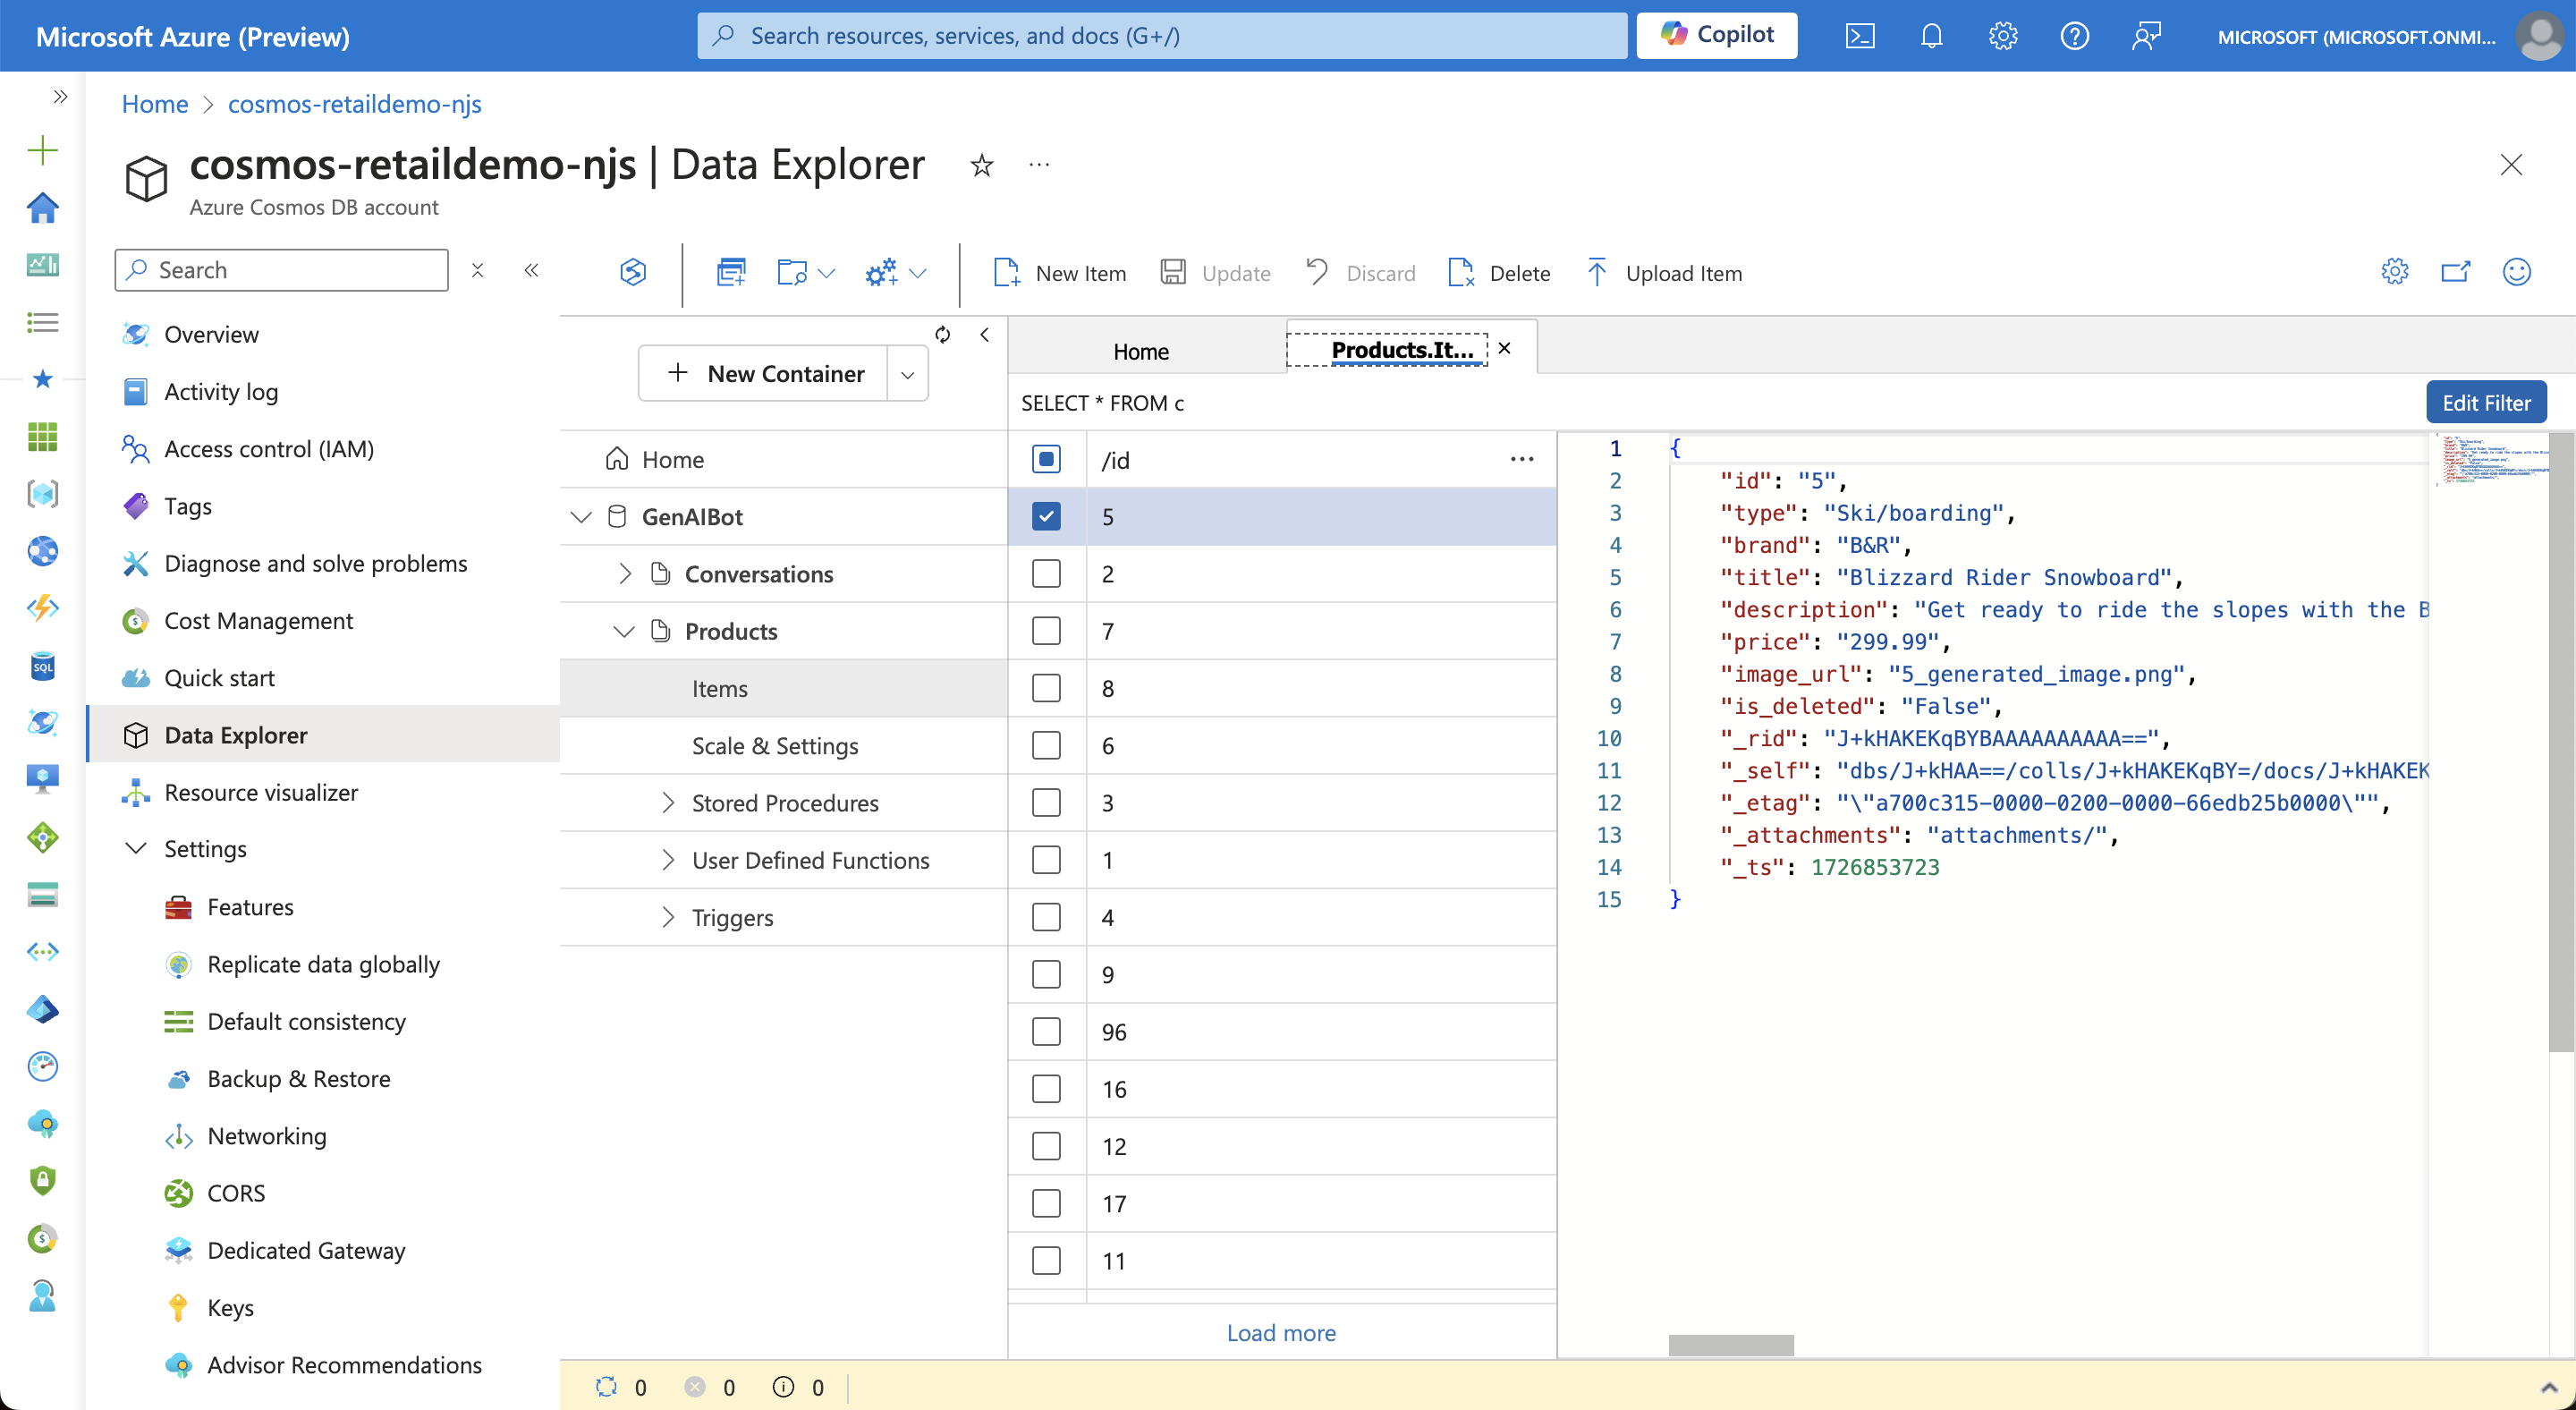 Microsoft Azure (Preview)
Search resources, services, and docs (G+/)
Copilot
MICROSOFT (MICROSOFT.ONMI...
Home > cosmos-retaildemo-njs
cosmos-retaildemo-njs | Data Explorer
Azure Cosmos DB account
Search
Overview
Activity log
Access control (IAM)
Tags
Diagnose and solve problems
Cost Management
Quick start
Data Explorer
Resource visualizer
Settings
Features
Replicate data globally
Default consistency
Backup & Restore
Networking
CORS
Dedicated Gateway
Keys
Advisor Recommendations
SQL
New Item
Update
Discard
Delete
Upload Item
New Container
Home
GenAIBot
Conversations
Products
Items
Scale & Settings
Stored Procedures
User Defined Functions
Triggers
Home
Products.It...
SELECT * FROM c
Edit Filter
/id
5
2
7
8
6
3
1
4
9
96
16
12
17
11
Load more
1 {
2 "id": "5",
3 "type": "Ski/boarding",
4 "brand": "B&R",
5 "title": "Blizzard Rider Snowboard",
6 "description": "Get ready to ride the slopes with the B
7 "price": "299.99",
8 "image_url": "5_generated_image.png",
9 "is_deleted": "False",
10 "_rid": "J+kHAKEKqBYBAAAAAAAAAA==",
11 "_self": "dbs/J+kHAA==/colls/J+kHAKEKqBY=/docs/J+kHAKEK
12 "_etag": "\"a700c315-0000-0200-0000-66edb25b0000\"",
13 "_attachments": "attachments/",
14 "_ts": 1726853723
15 }
0 0 0